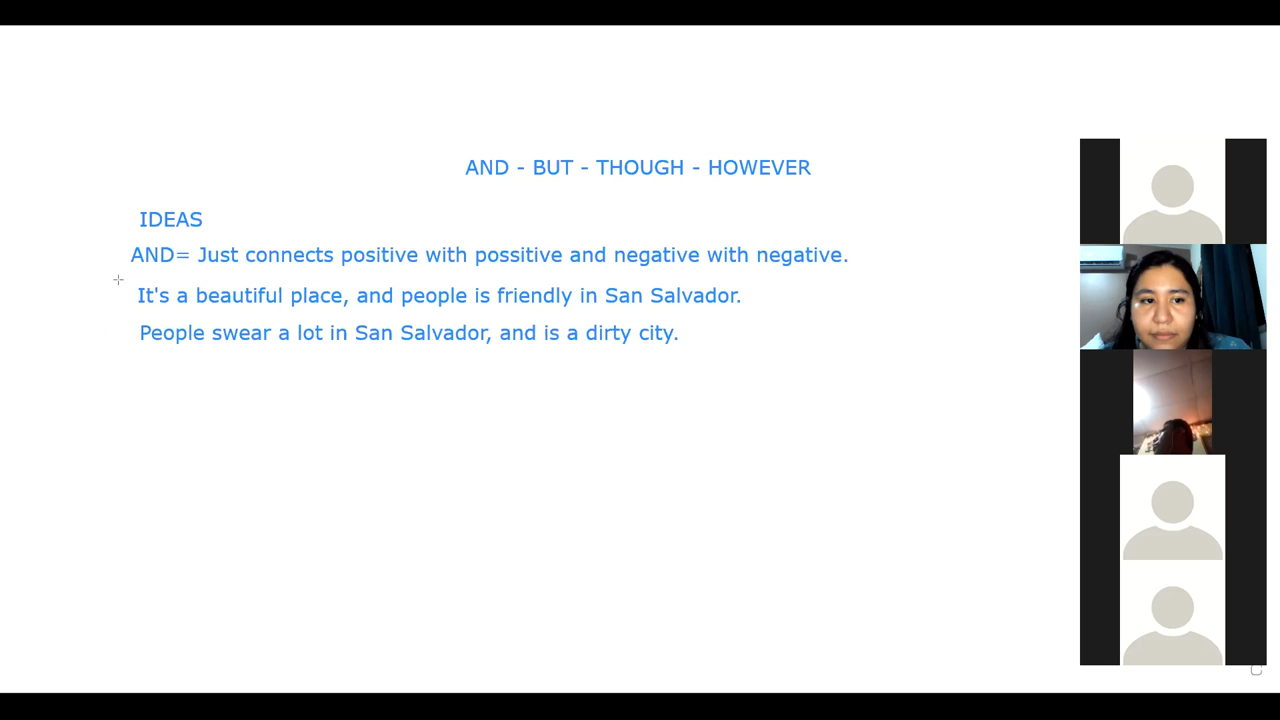 AND - BUT - THOUGH - HOWEVER
IDEAS
AND= Just connects positive with possitive and negative with negative.
It's a beautiful place, and people is friendly in San Salvador.
People swear a lot in San Salvador, and is a dirty city.